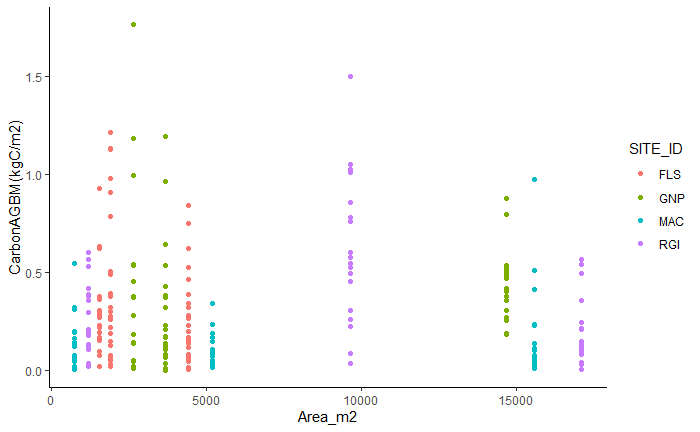 1.5
1.0
0.5
0.0
CarbonAGBM(kgC/m2)
0
5000
10000
15000
Area_m2
SITE_ID
FLS
GNP
MAC
RGI